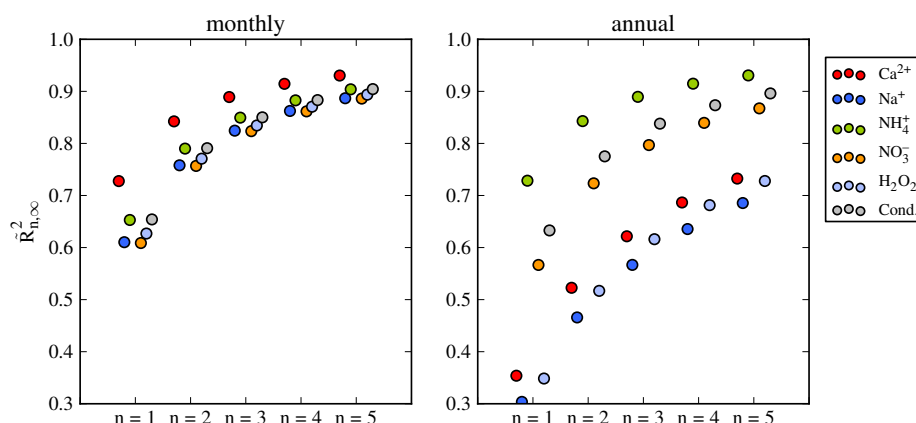 monthly
annual
R̃²n,∞
1.0
0.9
0.8
0.7
0.6
0.5
0.4
0.3
n = 1 n = 2 n = 3 n = 4 n = 5
1.0
0.9
0.8
0.7
0.6
0.5
0.4
0.3
n = 1 n = 2 n = 3 n = 4 n = 5
Ca²⁺
Na⁺
NH₄⁺
NO₃⁻
H₂O₂
Cond.